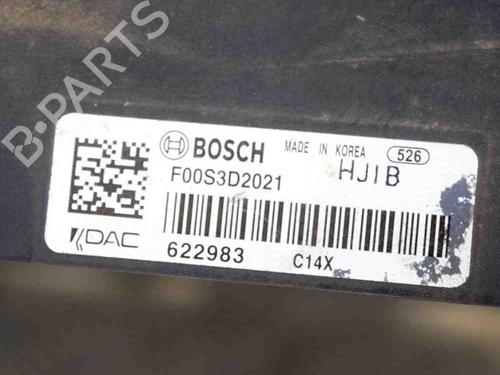 B-PARTS
BOSCH MADE IN KOREA 526
F00S3D2021 HJIB
DAC 622983 C14X